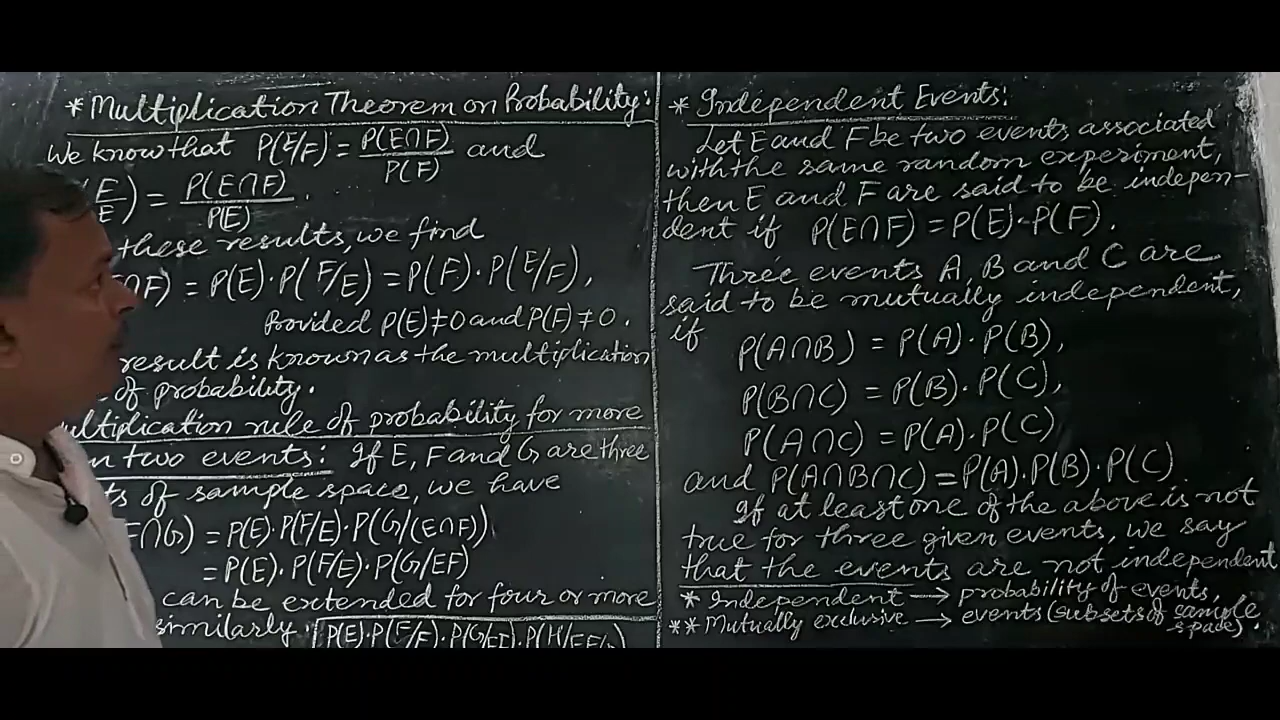 * Multiplication Theorem on Probability:
We know that P(E/F) = P(E∩F)/P(F) and
(F/E) = P(E∩F)/P(E) .
these results, we find
∩F) = P(E)·P(F/E) = P(F)·P(E/F),
Provided P(E)≠0 and P(F)≠0.
result is known as the multiplication
of probability.
ultiplication rule of probability for more
n two events: If E, F and G are three
ts of sample space, we have
F∩G) = P(E)·P(F/E)·P(G/(E∩F))
= P(E)·P(F/E)·P(G/EF)
can be extended for four or more
similarly. P(E)·P(F/E)·P(G/EF)·P(H/EFG)
* Independent Events:
Let E and F be two events associated
with the same random experiment,
then E and F are said to be indepen-
dent if P(E∩F) = P(E)·P(F).
Three events A, B and C are
said to be mutually independent,
if
P(A∩B) = P(A)·P(B),
P(B∩C) = P(B)·P(C),
P(A∩C) = P(A)·P(C)
and P(A∩B∩C) = P(A).P(B)·P(C)
If at least one of the above is not
true for three given events, we say
that the events are not independent
* Independent → probability of events,
** Mutually exclusive → events (subsets of sample
space).